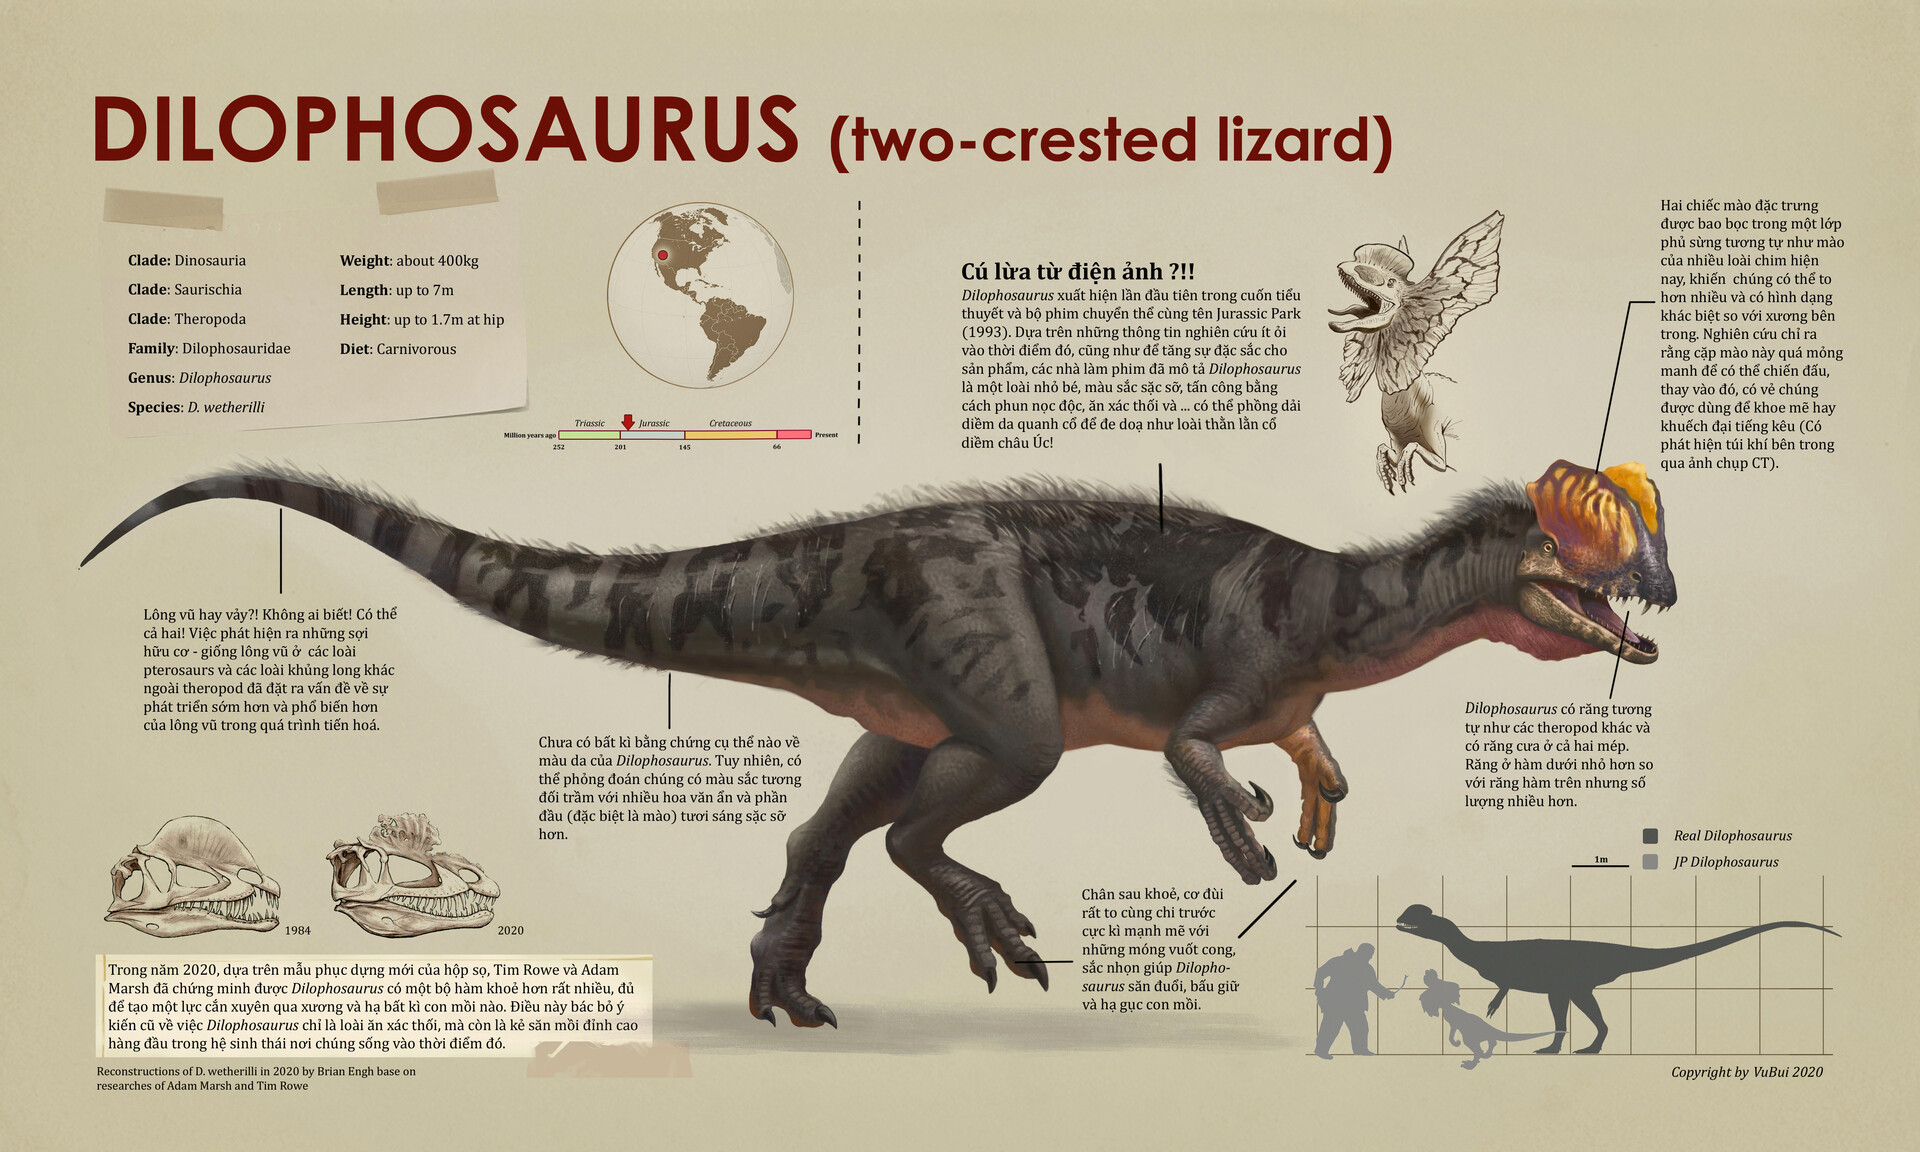 DILOPHOSAURUS (two-crested lizard)
Clade: Dinosauria
Clade: Saurischia
Clade: Theropoda
Family: Dilophosauridae
Genus: Dilophosaurus
Species: D. wetherilli
Weight: about 400kg
Length: up to 7m
Height: up to 1.7m at hip
Diet: Carnivorous
Triassic
Jurassic
Cretaceous
Million years ago
Present
252
201
145
66
Cú lừa từ điện ảnh ?!!
Dilophosaurus xuất hiện lần đầu tiên trong cuốn tiểu
thuyết và bộ phim chuyển thể cùng tên Jurassic Park
(1993). Dựa trên những thông tin nghiên cứu ít ỏi
vào thời điểm đó, cũng như để tăng sự đặc sắc cho
sản phẩm, các nhà làm phim đã mô tả Dilophosaurus
là một loài nhỏ bé, màu sắc sặc sỡ, tấn công bằng
cách phun nọc độc, ăn xác thối và ... có thể phồng dải
diềm da quanh cổ để đe doạ như loài thằn lằn cổ
diềm châu Úc!
Hai chiếc mào đặc trưng
được bao bọc trong một lớp
phủ sừng tương tự như mào
của nhiều loài chim hiện
nay, khiến chúng có thể to
hơn nhiều và có hình dạng
khác biệt so với xương bên
trong. Nghiên cứu chỉ ra
rằng cặp mào này quá mỏng
manh để có thể chiến đấu,
thay vào đó, có vẻ chúng
được dùng để khoe mẽ hay
khuếch đại tiếng kêu (Có
phát hiện túi khí bên trong
qua ảnh chụp CT).
Lông vũ hay vảy?! Không ai biết! Có thể
cả hai! Việc phát hiện ra những sợi
hữu cơ - giống lông vũ ở các loài
pterosaurs và các loài khủng long khác
ngoài theropod đã đặt ra vấn đề về sự
phát triển sớm hơn và phổ biến hơn
của lông vũ trong quá trình tiến hoá.
Chưa có bất kì bằng chứng cụ thể nào về
màu da của Dilophosaurus. Tuy nhiên, có
thể phỏng đoán chúng có màu sắc tương
đối trầm với nhiều hoa văn ẩn và phần
đầu (đặc biệt là mào) tươi sáng sặc sỡ
hơn.
Dilophosaurus có răng tương
tự như các theropod khác và
có răng cưa ở cả hai mép.
Răng ở hàm dưới nhỏ hơn so
với răng hàm trên nhưng số
lượng nhiều hơn.
Chân sau khoẻ, cơ đùi
rất to cùng chi trước
cực kì mạnh mẽ với
những móng vuốt cong,
sắc nhọn giúp Dilopho-
saurus săn đuổi, bấu giữ
và hạ gục con mồi.
1984
2020
Trong năm 2020, dựa trên mẫu phục dựng mới của hộp sọ, Tim Rowe và Adam
Marsh đã chứng minh được Dilophosaurus có một bộ hàm khoẻ hơn rất nhiều, đủ
để tạo một lực cắn xuyên qua xương và hạ bất kì con mồi nào. Điều này bác bỏ ý
kiến cũ về việc Dilophosaurus chỉ là loài ăn xác thối, mà còn là kẻ săn mồi đỉnh cao
hàng đầu trong hệ sinh thái nơi chúng sống vào thời điểm đó.
Reconstructions of D. wetherilli in 2020 by Brian Engh base on
researches of Adam Marsh and Tim Rowe
Real Dilophosaurus
1m
JP Dilophosaurus
Copyright by VuBui 2020